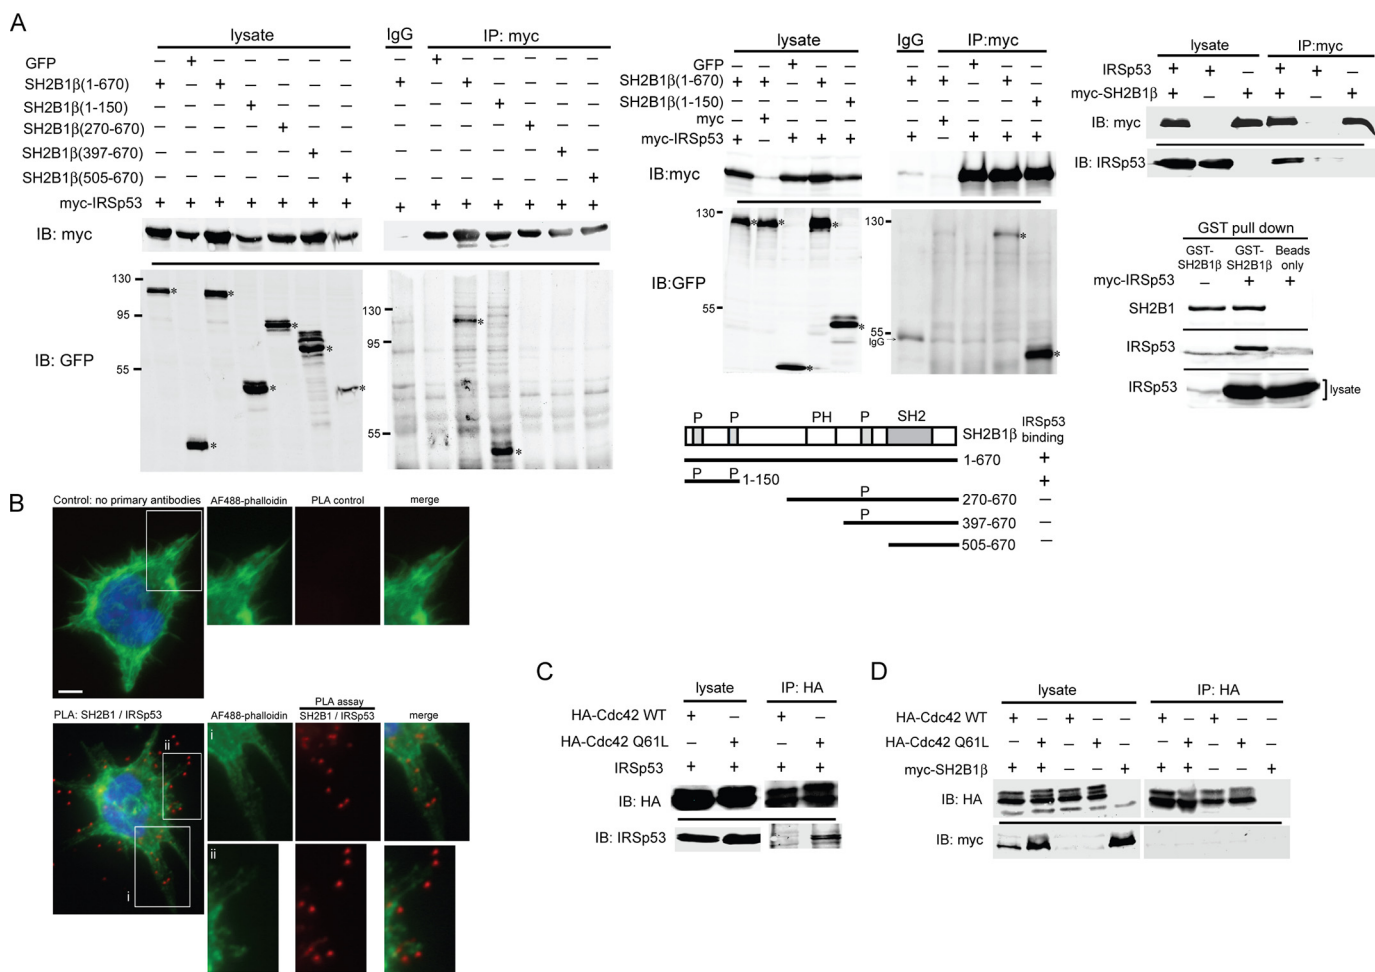 A
lysate IgG IP: myc
GFP – + – – – – – – + – – – – –
SH2B1β(1-670) + – + – – – – + – + – – – –
SH2B1β(1-150) – – – + – – – – – – + – – –
SH2B1β(270-670) – – – – + – – – – – – + – –
SH2B1β(397-670) – – – – – + – – – – – – + –
SH2B1β(505-670) – – – – – – + – – – – – – +
myc-IRSp53 + + + + + + + + + + + + + +
IB: myc
130
95
55
IB: GFP
* * * * * * *
130
95
55
* *
lysate IgG IP:myc
GFP – – + – – – – + – –
SH2B1β(1-670) + + – + – + + – + –
SH2B1β(1-150) – – – – + – – – – +
myc – + – – – – + – – –
myc-IRSp53 + – + + + + – + + +
IB:myc
130
55
IB:GFP
* * * * *
130
55
IgG→
* *
lysate IP:myc
IRSp53 + + – + + –
myc-SH2B1β + – + + – +
IB: myc
IB: IRSp53
GST pull down
GST-SH2B1β GST-SH2B1β Beads only
myc-IRSp53 – + +
SH2B1
IRSp53
IRSp53 lysate
P P PH P SH2 SH2B1β IRSp53 binding
1-670 +
P P 1-150 +
P 270-670 –
P 397-670 –
505-670 –
B
Control: no primary antibodies AF488-phalloidin PLA control merge
PLA: SH2B1 / IRSp53 AF488-phalloidin PLA assay SH2B1 / IRSp53 merge
ii
i
i
ii
C
lysate IP: HA
HA-Cdc42 WT + – + –
HA-Cdc42 Q61L – + – +
IRSp53 + + + +
IB: HA
IB: IRSp53
D
lysate IP: HA
HA-Cdc42 WT + – + – – + – + – –
HA-Cdc42 Q61L – + – + – – + – + –
myc-SH2B1β + + – – + + + – – +
IB: HA
IB: myc